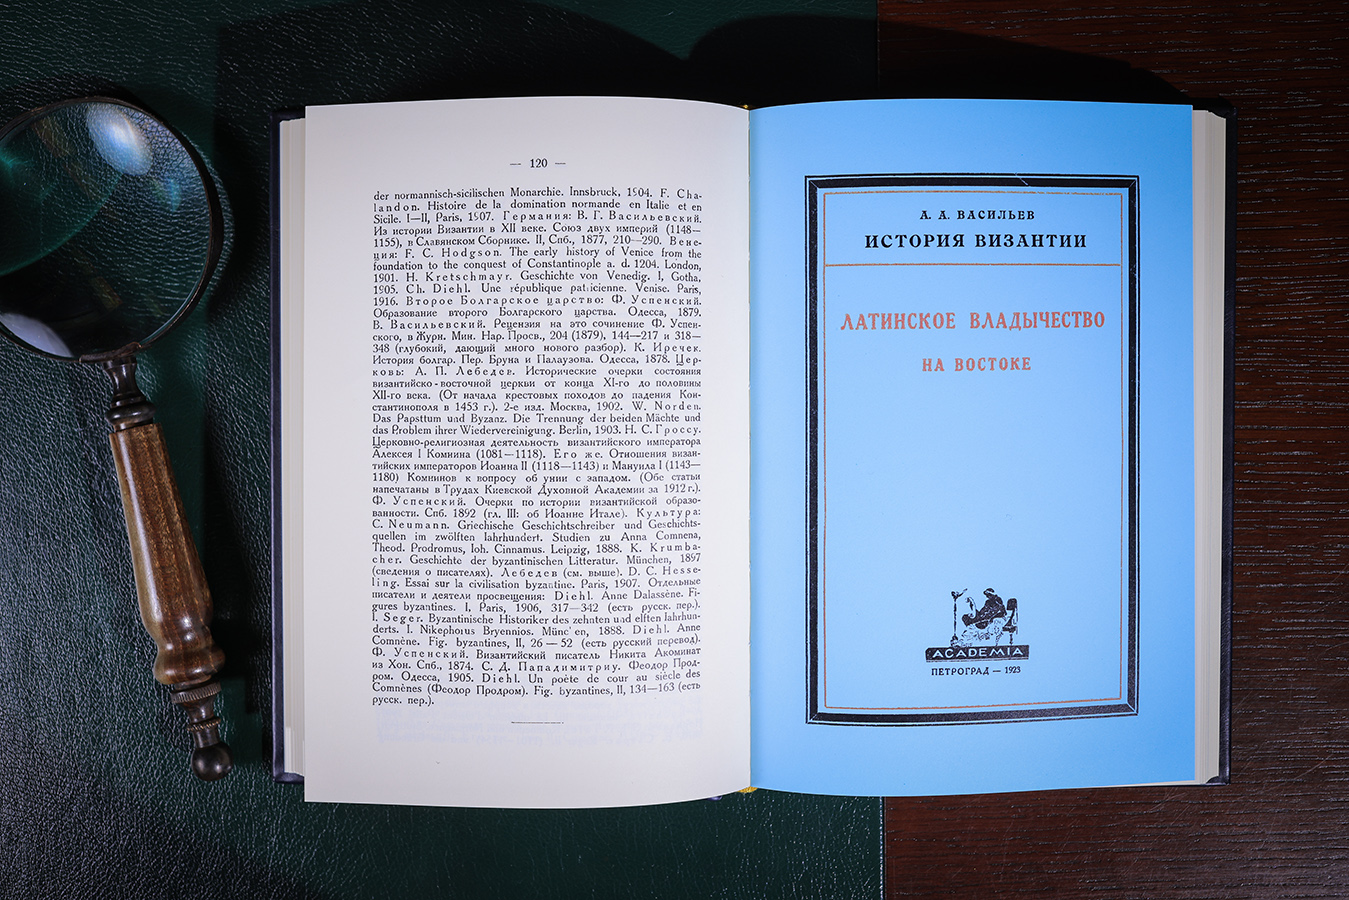 — 120 —
der normannisch-sicilischen Monarchie. Innsbruck, 1904. F. Cha-
landon. Histoire de la domination normande en Italie et en
Sicile. I—II, Paris, 1907. Германия: В. Г. Васильевский.
Из истории Византии в XII веке. Союз двух империй (1148—
1155), в Славянском Сборнике. II, Спб., 1877, 210—290. Вене-
ция: F. C. Hodgson. The early history of Venice from the
foundation to the conquest of Constantinople a. d. 1204. London,
1901. H. Kretschmayr. Geschichte von Venedig. I, Gotha,
1905. Ch. Diehl. Une république patricienne. Venise. Paris,
1916. Второе Болгарское царство: Ф. Успенский.
Образование второго Болгарского царства. Одесса, 1879.
В. Васильевский. Рецензия на это сочинение Ф. Успен-
ского, в Журн. Мин. Нар. Просв., 204 (1879), 144—217 и 318—
348 (глубокий, дающий много нового разбор). К. Иречек.
История болгар. Пер. Бруна и Палаузова. Одесса, 1878. Цер-
ковь: А. П. Лебедев. Исторические очерки состояния
византийско-восточной церкви от конца XI-го до половины
XII-го века. (От начала крестовых походов до падения Кон-
стантинополя в 1453 г.). 2-е изд. Москва, 1902. W. Norden.
Das Papsttum und Byzanz. Die Trennung der beiden Mächte und
das Problem ihrer Wiedervereinigung. Berlin, 1903. Н. С. Гроссу.
Церковно-религиозная деятельность византийского императора
Алексея I Комнина (1081—1118). Его же. Отношения визан-
тийских императоров Иоанна II (1118—1143) и Мануила I (1143—
1180) Комнинов к вопросу об унии с западом. (Обе статьи
напечатаны в Трудах Киевской Духовной Академии за 1912 г.).
Ф. Успенский. Очерки по истории византийской образо-
ванности. Спб. 1892 (гл. III: об Иоанне Итале). Культура:
C. Neumann. Griechische Geschichtschreiber und Geschichts-
quellen im zwölften Iahrhundert. Studien zu Anna Comnena,
Theod. Prodromus, Ioh. Cinnamus. Leipzig, 1888. K. Krumba-
cher. Geschichte der byzantinischen Litteratur. München, 1897
(сведения о писателях). Лебедев (см. выше). D. C. Hesse-
ling. Essai sur la civilisation byzantine. Paris, 1907. Отдельные
писатели и деятели просвещения: Diehl. Anne Dalassène. Fi-
gures byzantines. I, Paris, 1906, 317—342 (есть русск. пер.).
I. Seger. Byzantinische Historiker des zehnten und elften Iahrhun-
derts. I. Nikephorus Bryennios. München, 1888. Diehl. Anne
Comnène. Fig. byzantines, II, 26—52 (есть русский перевод).
Ф. Успенский. Византийский писатель Никита Акоминат
из Хон. Спб., 1874. С. Д. Пападимитриу. Феодор Прод-
ром. Одесса, 1905. Diehl. Un poète de cour au siècle des
Comnènes (Феодор Продром). Fig. byzantines, II, 134—163 (есть
русск. пер.).
А. А. ВАСИЛЬЕВ
ИСТОРИЯ ВИЗАНТИИ
ЛАТИНСКОЕ ВЛАДЫЧЕСТВО
НА ВОСТОКЕ
ACADEMIA
ПЕТРОГРАД — 1923